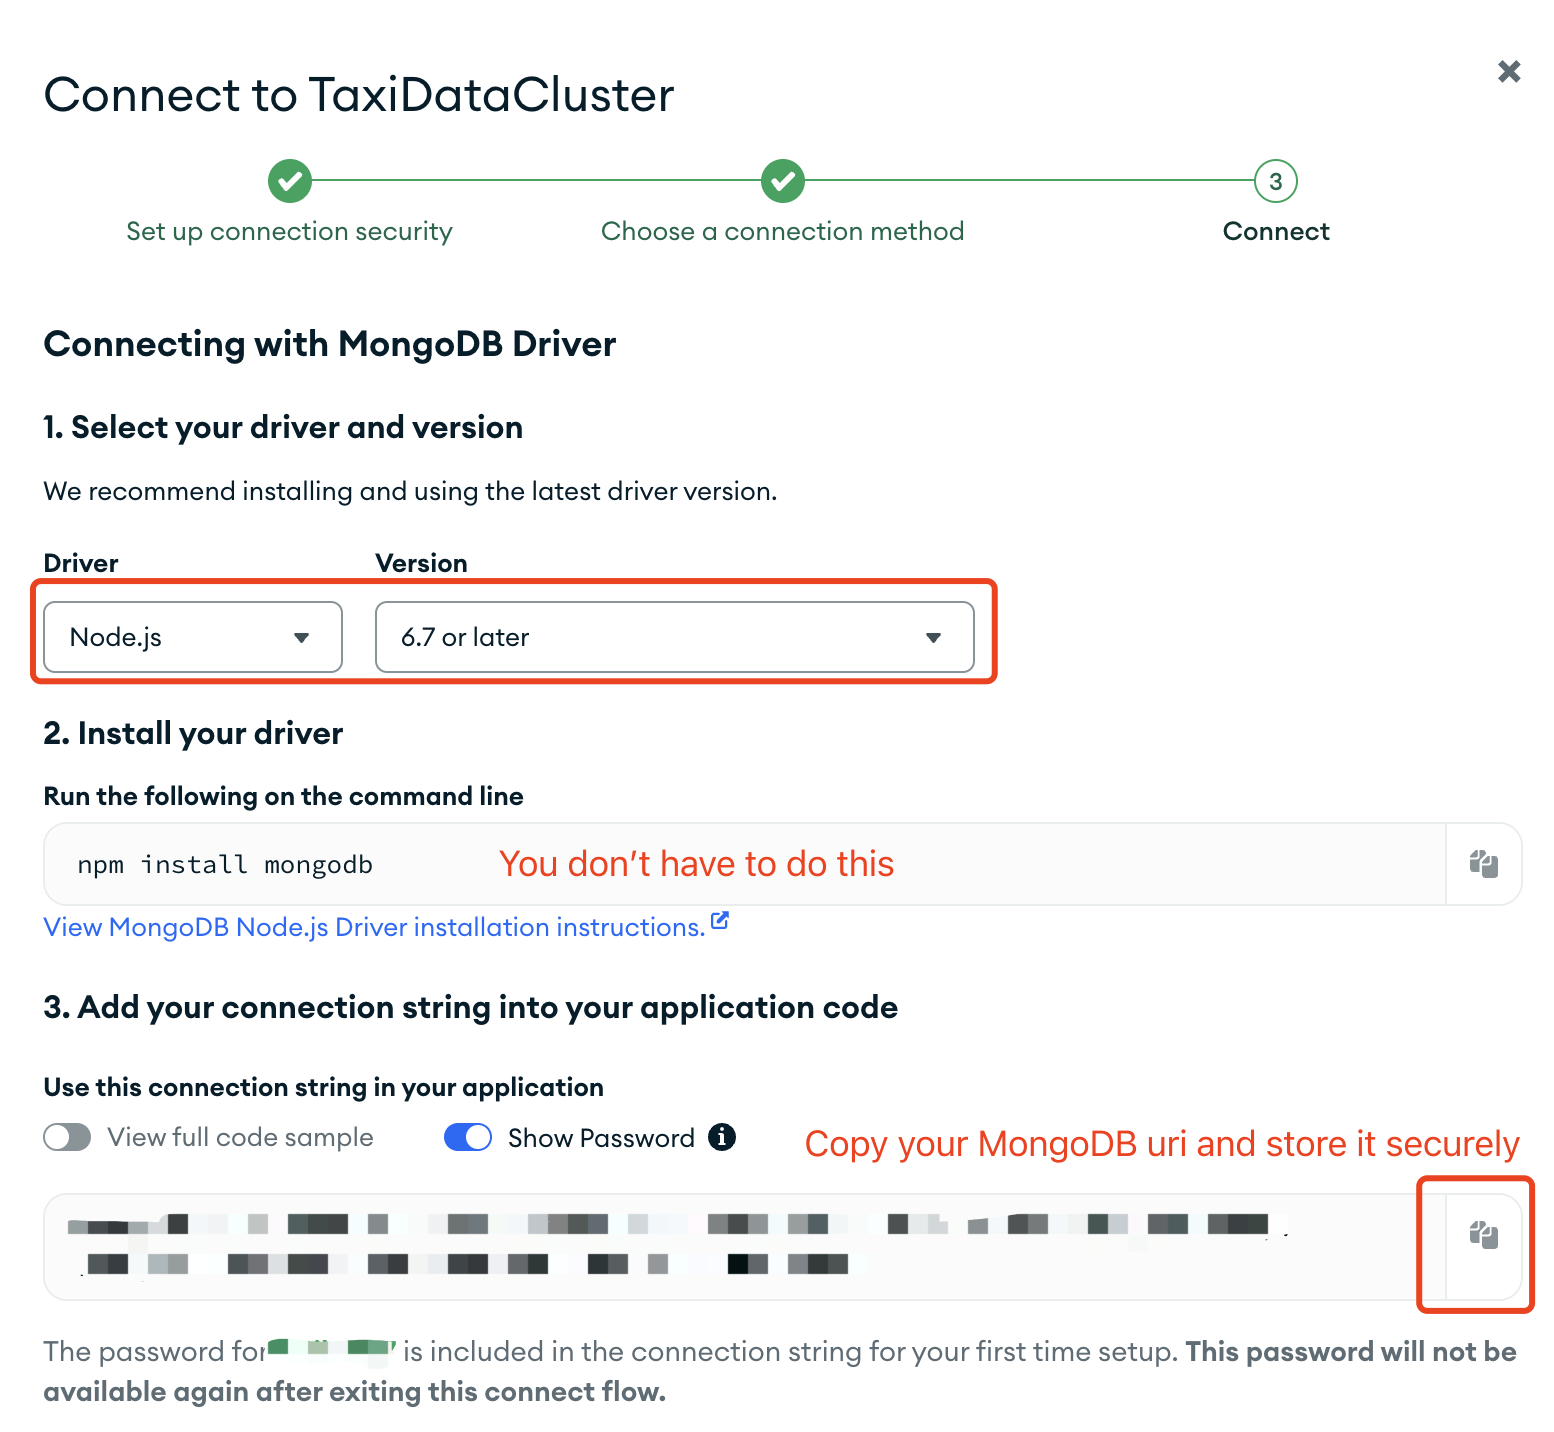 Connect to TaxiDataCluster
3
Set up connection security
Choose a connection method
Connect
Connecting with MongoDB Driver
1. Select your driver and version
We recommend installing and using the latest driver version.
Driver
Version
Node.js
6.7 or later
2. Install your driver
Run the following on the command line
npm install mongodb
You don't have to do this
View MongoDB Node.js Driver installation instructions.
3. Add your connection string into your application code
Use this connection string in your application
View full code sample
Show Password
Copy your MongoDB uri and store it securely
The password for is included in the connection string for your first time setup. This password will not be
available again after exiting this connect flow.